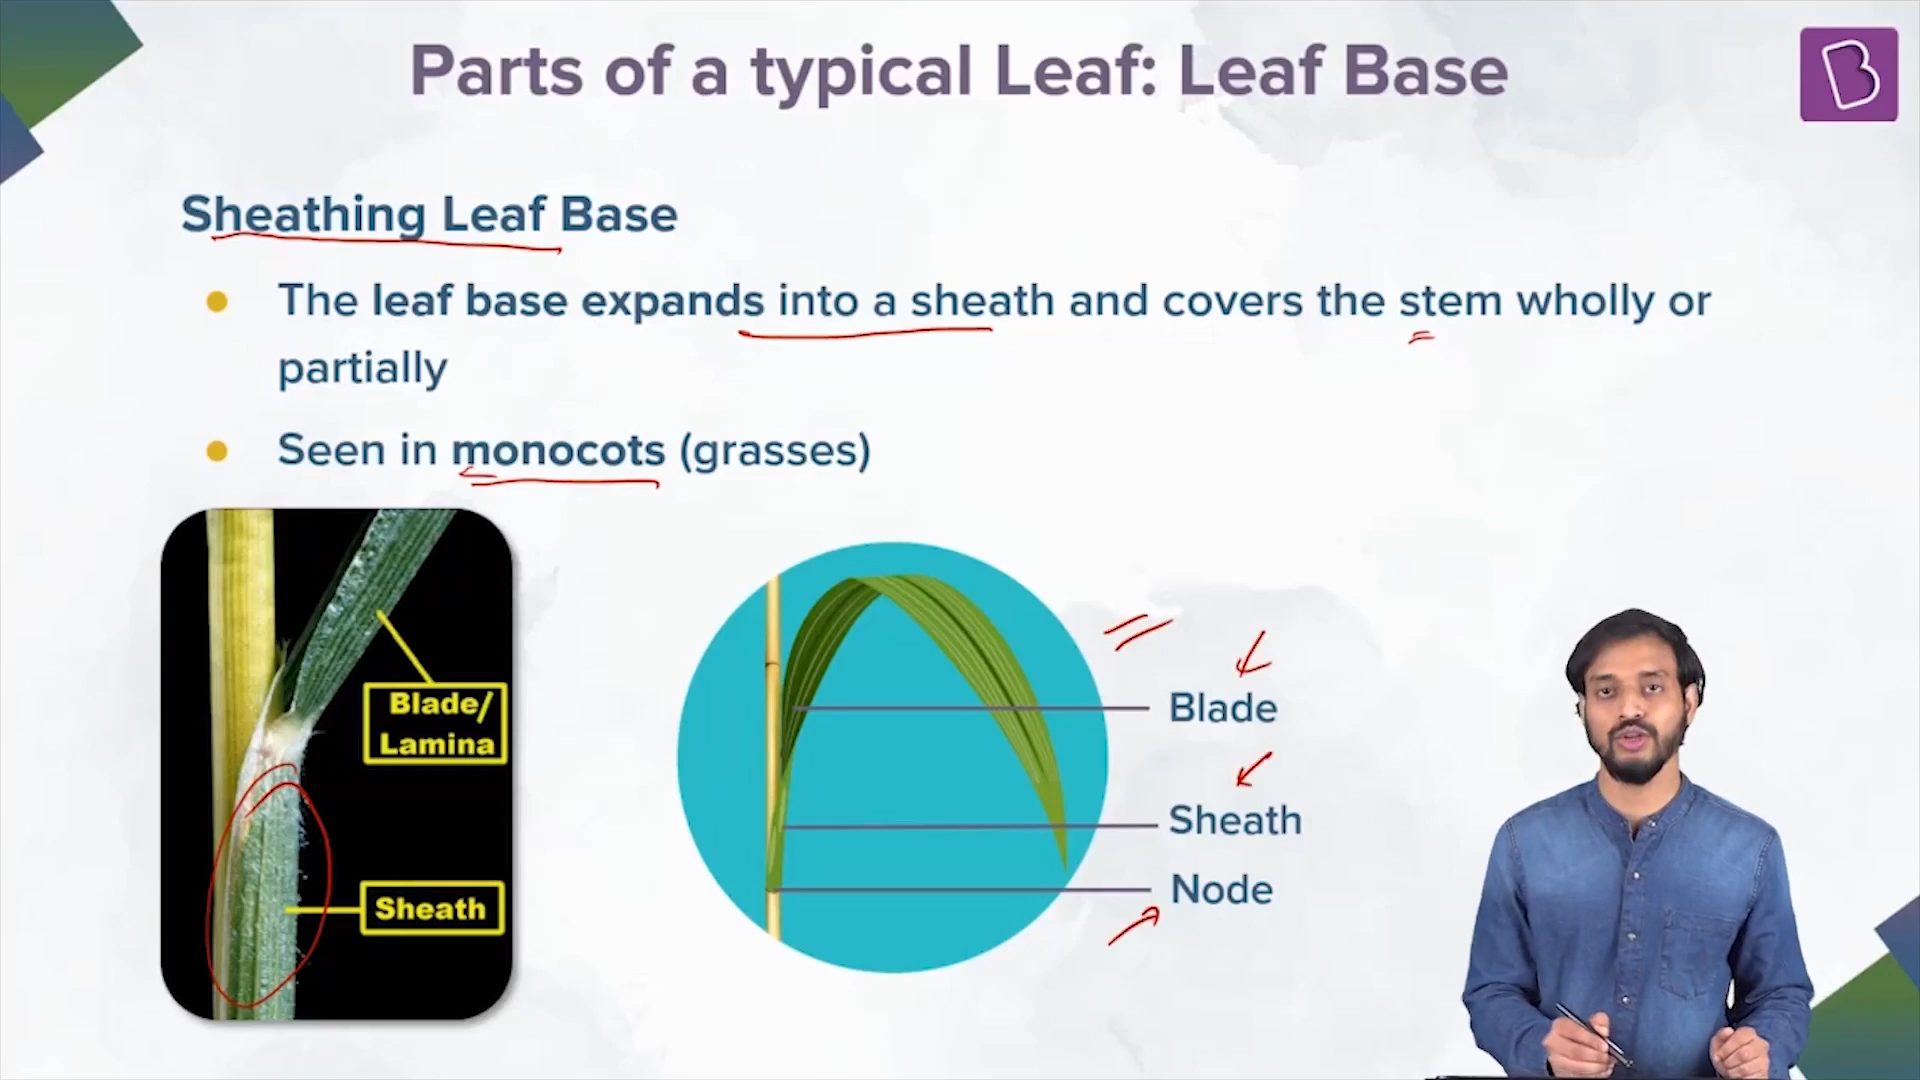 Parts of a typical Leaf: Leaf Base
B
Sheathing Leaf Base
The leaf base expands into a sheath and covers the stem wholly or
partially
Seen in monocots (grasses)
Blade/
Lamina
Sheath
Blade
Sheath
Node